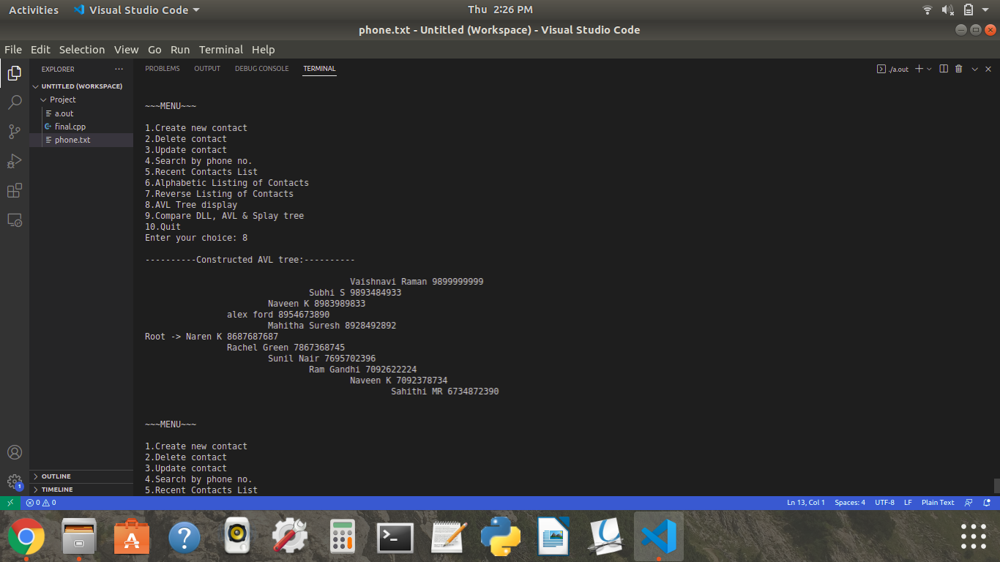 Activities Visual Studio Code Thu 2:26 PM
phone.txt - Untitled (Workspace) - Visual Studio Code
File Edit Selection View Go Run Terminal Help
EXPLORER ··· PROBLEMS OUTPUT DEBUG CONSOLE TERMINAL ./a.out
UNTITLED (WORKSPACE)
Project
a.out
final.cpp
phone.txt
~~~MENU~~~
1.Create new contact
2.Delete contact
3.Update contact
4.Search by phone no.
5.Recent Contacts List
6.Alphabetic Listing of Contacts
7.Reverse Listing of Contacts
8.AVL Tree display
9.Compare DLL, AVL & Splay tree
10.Quit
Enter your choice: 8
----------Constructed AVL tree:----------
Vaishnavi Raman 9899999999
Subhi S 9893484933
Naveen K 8983989833
alex ford 8954673890
Mahitha Suresh 8928492892
Root -> Naren K 8687687687
Rachel Green 7867368745
Sunil Nair 7695702396
Ram Gandhi 7092622224
Naveen K 7092378734
Sahithi MR 6734872390
~~~MENU~~~
1.Create new contact
2.Delete contact
3.Update contact
4.Search by phone no.
5.Recent Contacts List
OUTLINE
TIMELINE
1
0 0 Ln 13, Col 1 Spaces: 4 UTF-8 LF Plain Text